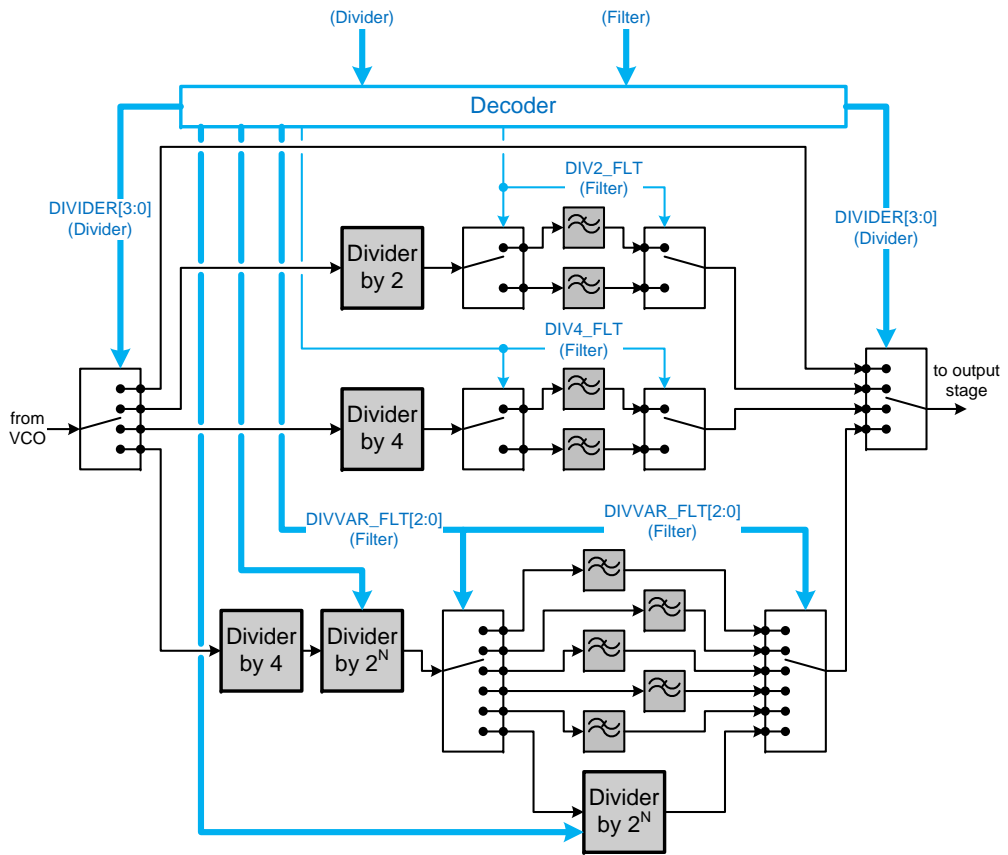 (Divider)
(Filter)
Decoder
DIV2_FLT
(Filter)
DIVIDER[3:0]
(Divider)
DIVIDER[3:0]
(Divider)
Divider
by 2
DIV4_FLT
(Filter)
to output
stage
from
VCO
Divider
by 4
DIVVAR_FLT[2:0]
(Filter)
DIVVAR_FLT[2:0]
(Filter)
Divider
by 4
Divider
by 2^N
Divider
by 2^N